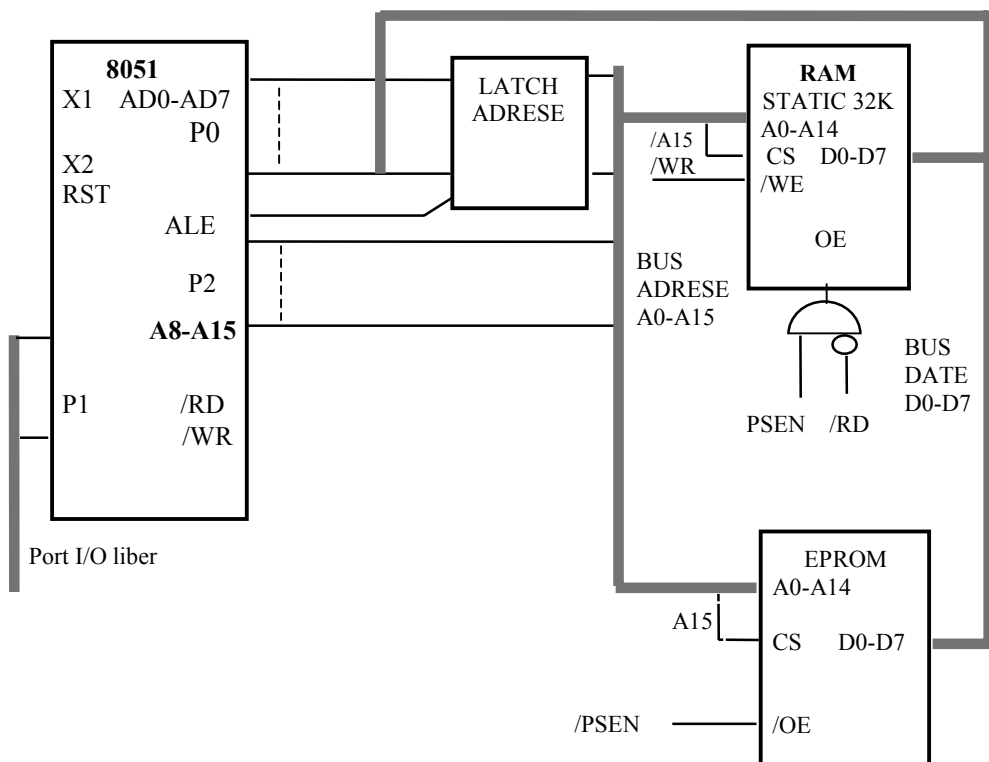 8051
X1 AD0-AD7
P0
X2
RST
ALE
P2
A8-A15
P1 /RD
/WR
Port I/O liber
LATCH
ADRESE
BUS
ADRESE
A0-A15
RAM
STATIC 32K
A0-A14
/A15
CS D0-D7
/WR
/WE
OE
PSEN /RD
BUS
DATE
D0-D7
EPROM
A0-A14
A15
CS D0-D7
/PSEN
/OE